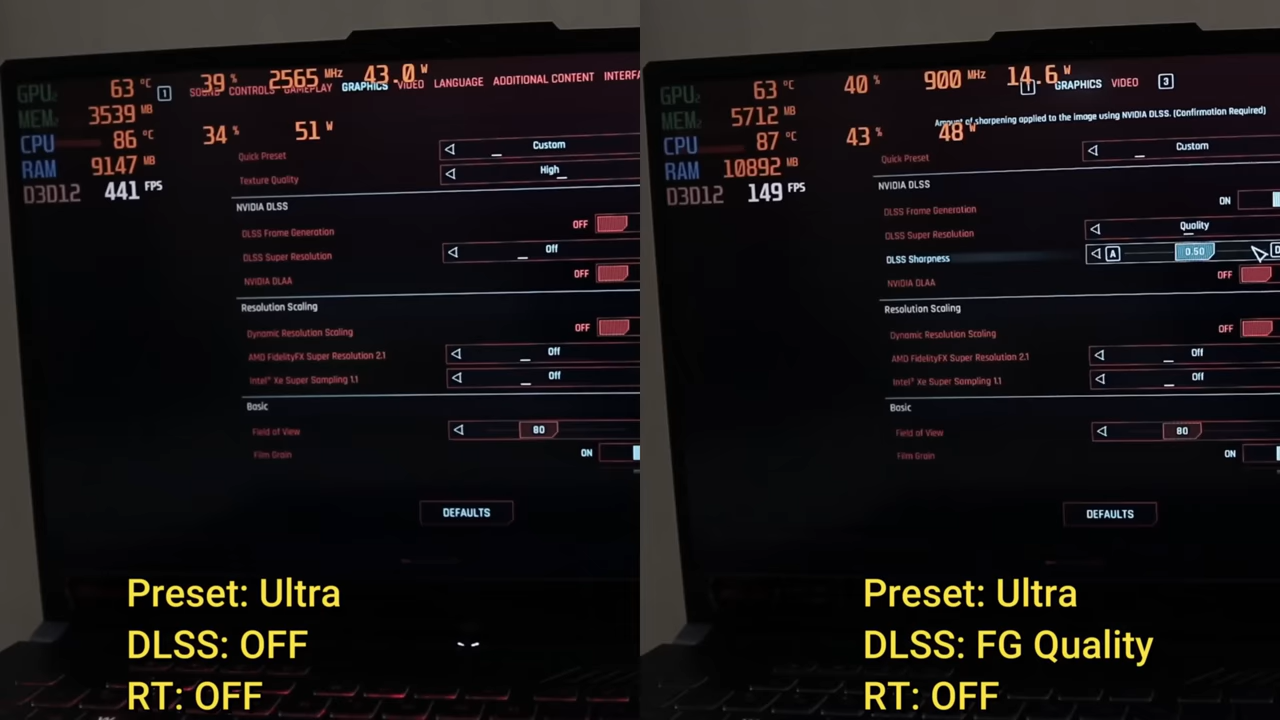 GPU₂ 63 °C 39 % 2565 MHz 43.0 W
MEM₂ 3539 MB
CPU 86 °C 34 % 51 W
RAM 9147 MB
D3D12 441 FPS
1 SOUND CONTROLS GAMEPLAY GRAPHICS VIDEO LANGUAGE ADDITIONAL CONTENT INTERFA
Quick Preset Custom
Texture Quality High
NVIDIA DLSS
DLSS Frame Generation OFF
DLSS Super Resolution Off
NVIDIA DLAA OFF
Resolution Scaling
Dynamic Resolution Scaling OFF
AMD FidelityFX Super Resolution 2.1 Off
Intel® Xe Super Sampling 1.1 Off
Basic
Field of View 80
Film Grain ON
DEFAULTS
Preset: Ultra
DLSS: OFF
RT: OFF
GPU₂ 63 °C 40 % 900 MHz 14.6 W
MEM₂ 5712 MB
CPU 87 °C 43 % 48 W
RAM 10892 MB
D3D12 149 FPS
1 GRAPHICS VIDEO 3
Amount of sharpening applied to the image using NVIDIA DLSS. (Confirmation Required)
Quick Preset Custom
NVIDIA DLSS
DLSS Frame Generation ON
DLSS Super Resolution Quality
DLSS Sharpness A 0.50 D
NVIDIA DLAA OFF
Resolution Scaling
Dynamic Resolution Scaling OFF
AMD FidelityFX Super Resolution 2.1 Off
Intel® Xe Super Sampling 1.1 Off
Basic
Field of View 80
Film Grain ON
DEFAULTS
Preset: Ultra
DLSS: FG Quality
RT: OFF